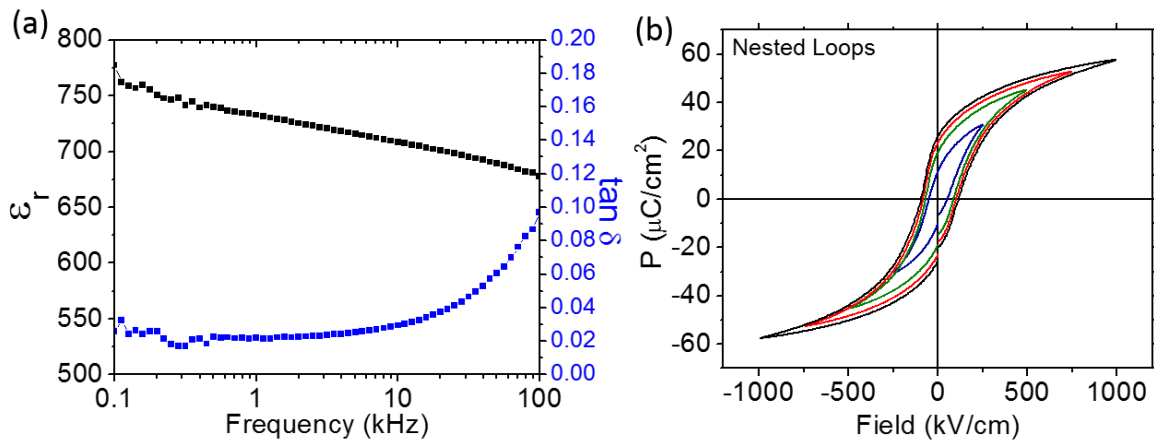 (a)
800
750
700
650
600
550
500
εr
0.20
0.18
0.16
0.14
0.12
0.10
0.08
0.06
0.04
0.02
0.00
tan δ
0.1 1 10 100
Frequency (kHz)
(b)
Nested Loops
60
40
20
0
-20
-40
-60
P (μC/cm²)
-1000 -500 0 500 1000
Field (kV/cm)